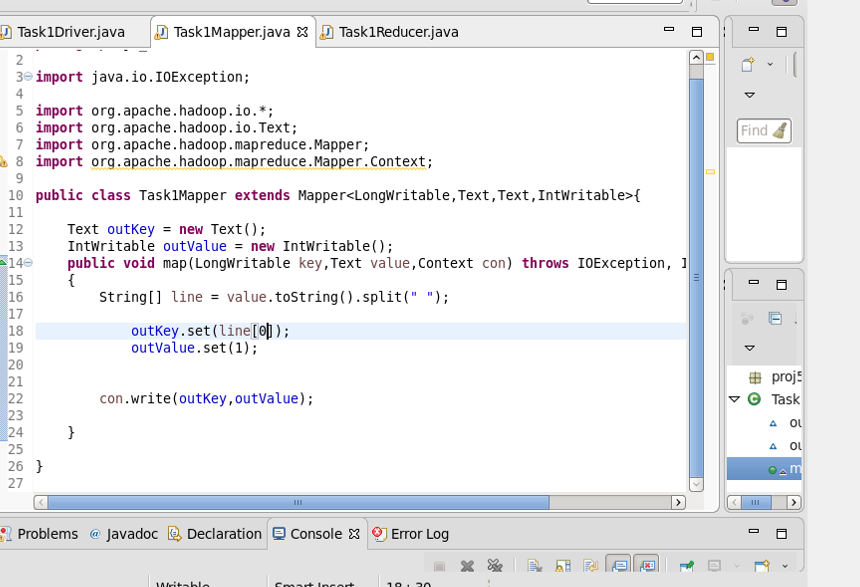 Task1Driver.java
Task1Mapper.java
Task1Reducer.java
2
3 import java.io.IOException;
4
5 import org.apache.hadoop.io.*;
6 import org.apache.hadoop.io.Text;
7 import org.apache.hadoop.mapreduce.Mapper;
8 import org.apache.hadoop.mapreduce.Mapper.Context;
9
10 public class Task1Mapper extends Mapper<LongWritable,Text,Text,IntWritable>{
11
12 Text outKey = new Text();
13 IntWritable outValue = new IntWritable();
14 public void map(LongWritable key,Text value,Context con) throws IOException, I
15 {
16 String[] line = value.toString().split(" ");
17
18 outKey.set(line[0]);
19 outValue.set(1);
20
21
22 con.write(outKey,outValue);
23
24 }
25
26 }
27
Find
proj5
Task
ou
ou
m
Problems
@ Javadoc
Declaration
Console
Error Log
Writable
Smart Insert
18 : 30